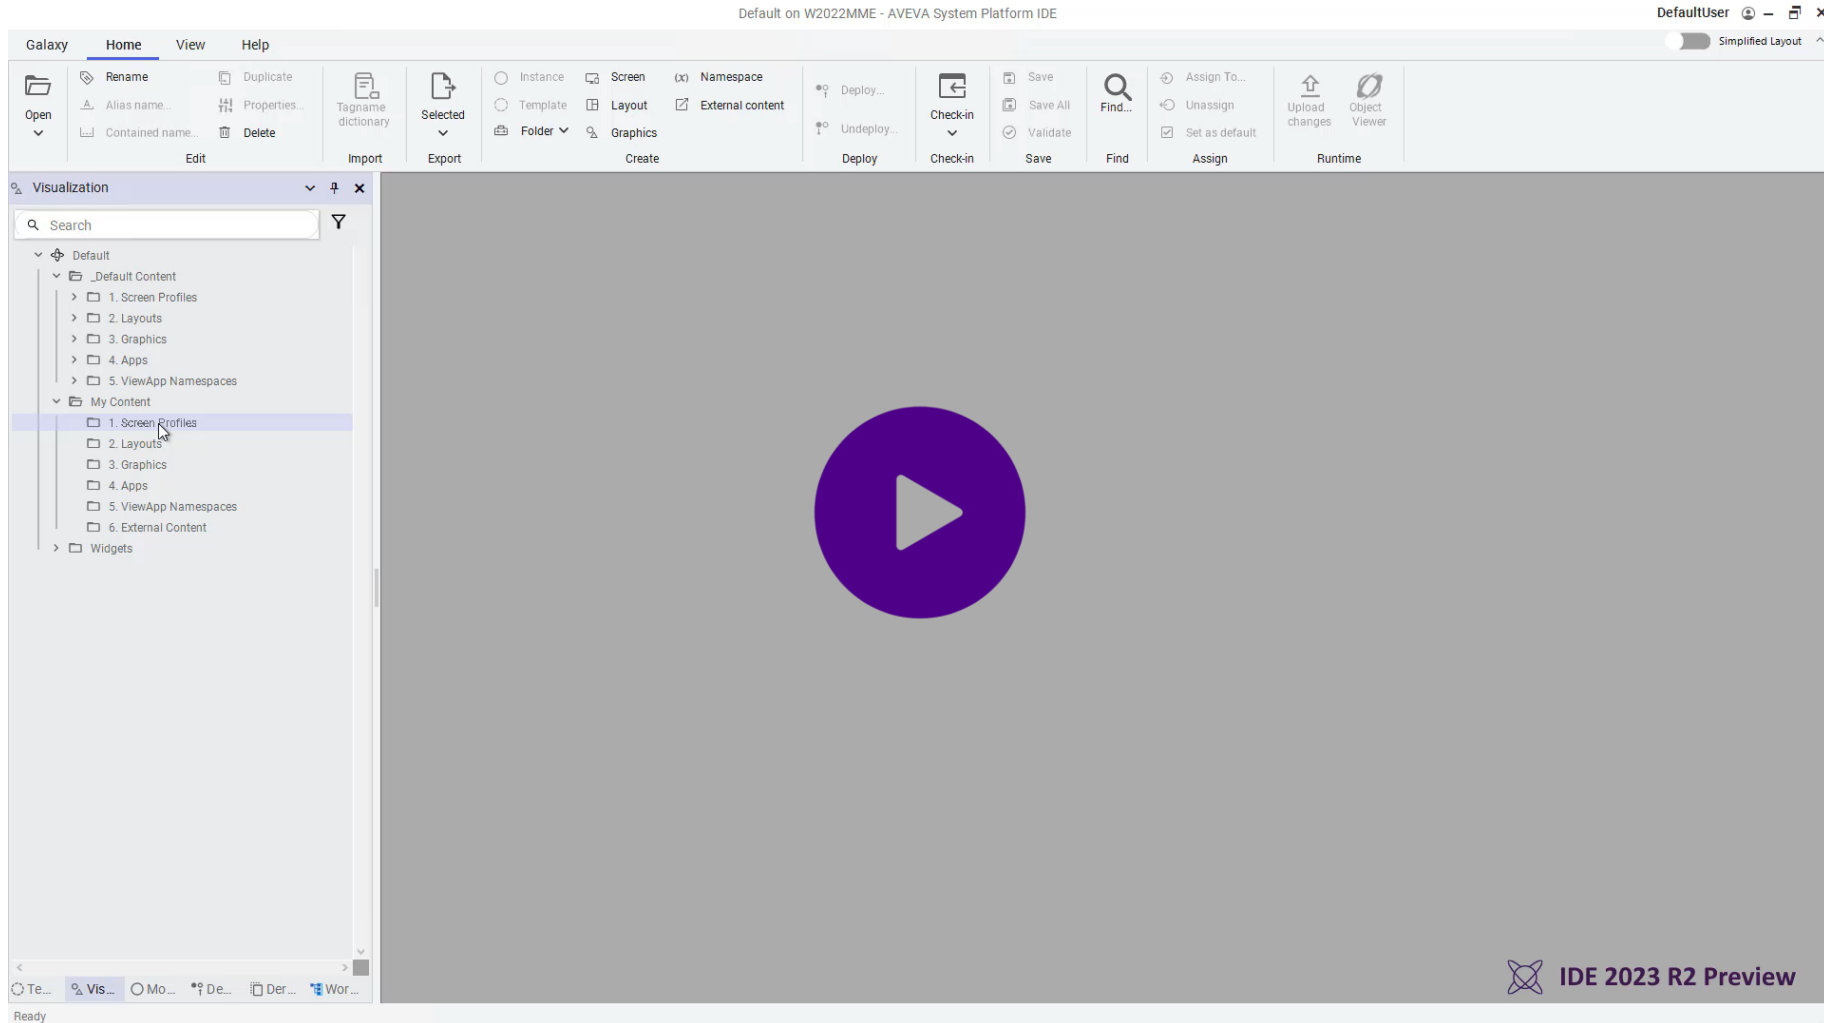 Default on W2022MME - AVEVA System Platform IDE
DefaultUser
Galaxy Home View Help
Simplified Layout
Open
Rename
Alias name...
Contained name...
Duplicate
Properties...
Delete
Edit
Tagname
dictionary
Import
Selected
Export
Instance
Template
Folder
Screen
Layout
Graphics
(x) Namespace
External content
Create
Deploy...
Undeploy...
Deploy
Check-in
Check-in
Save
Save All
Validate
Save
Find...
Find
Assign To...
Unassign
Set as default
Assign
Upload
changes
Object
Viewer
Runtime
Visualization
Search
Default
_Default Content
1. Screen Profiles
2. Layouts
3. Graphics
4. Apps
5. ViewApp Namespaces
My Content
1. Screen Profiles
2. Layouts
3. Graphics
4. Apps
5. ViewApp Namespaces
6. External Content
Widgets
Te... Vis... Mo... De... Der... Wor...
IDE 2023 R2 Preview
Ready